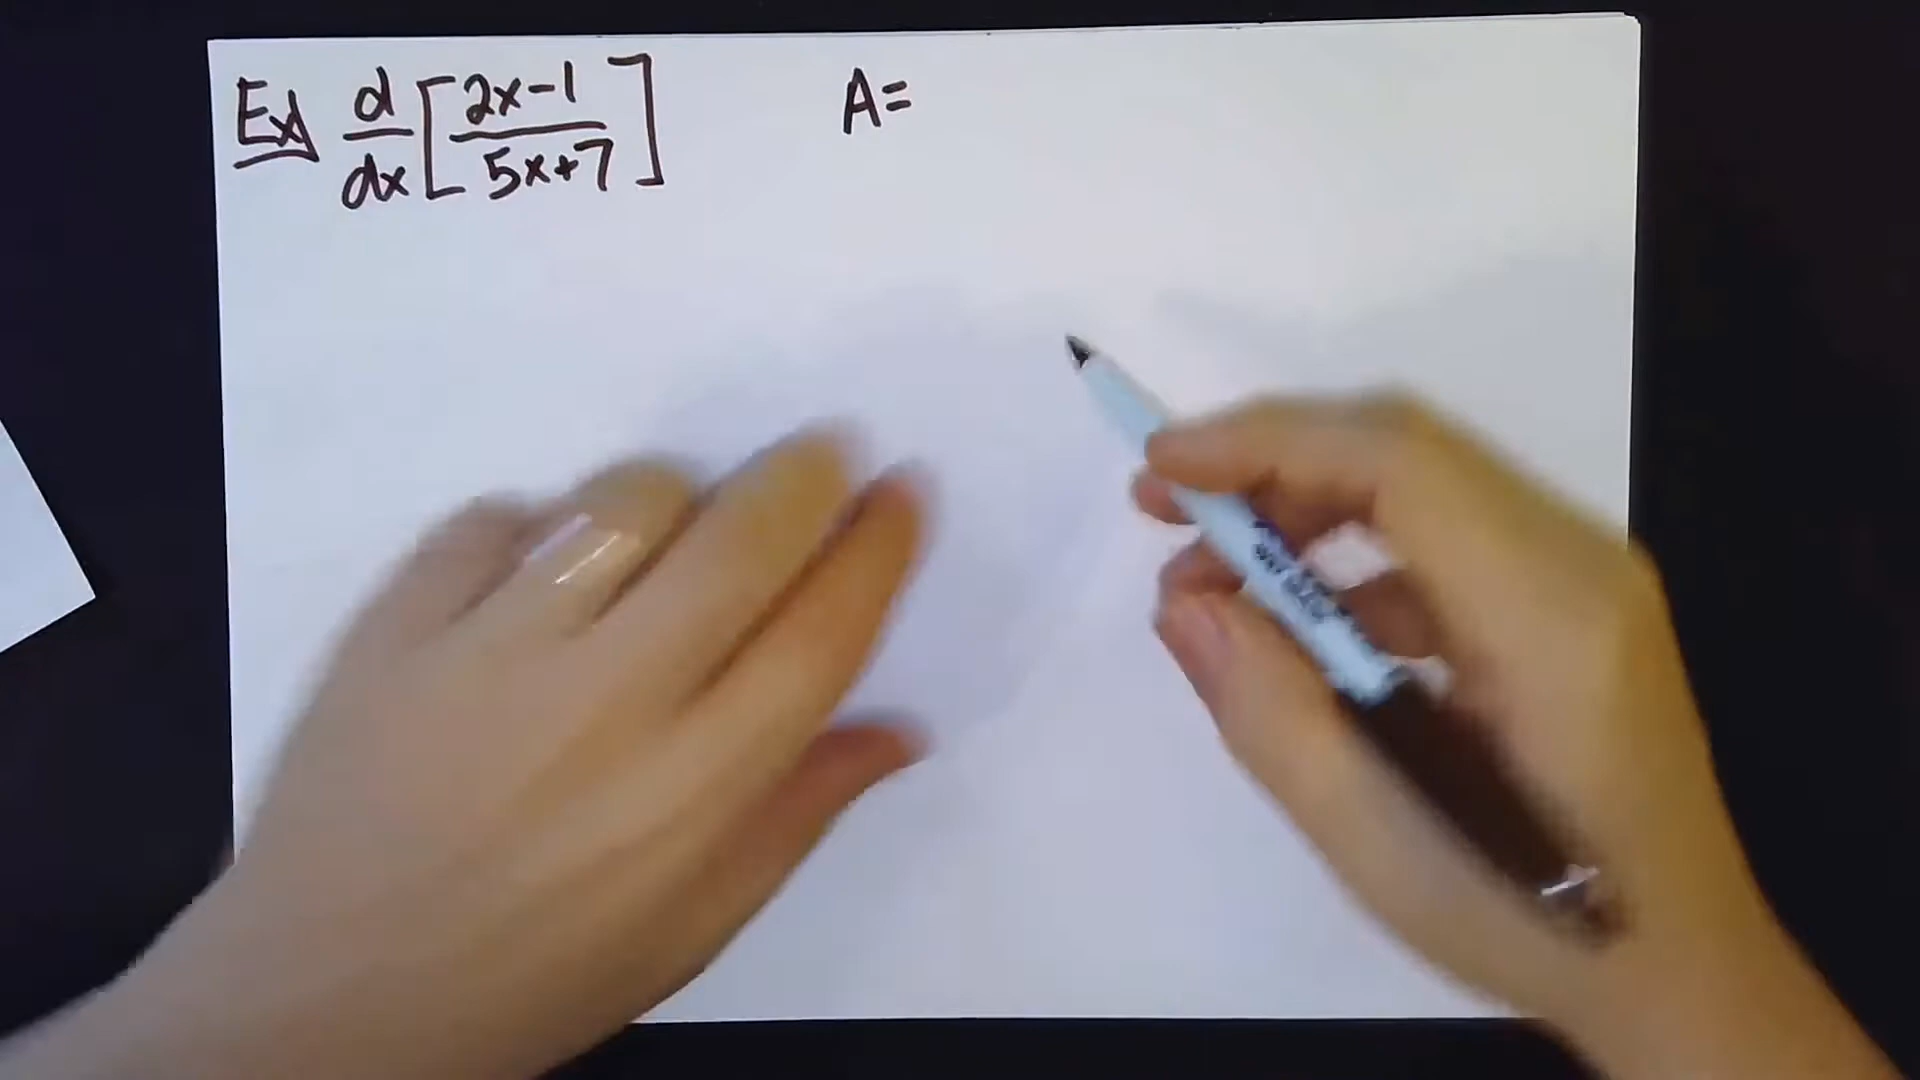 Ex) d/dx [ 2x-1 / 5x+7 ]
A=